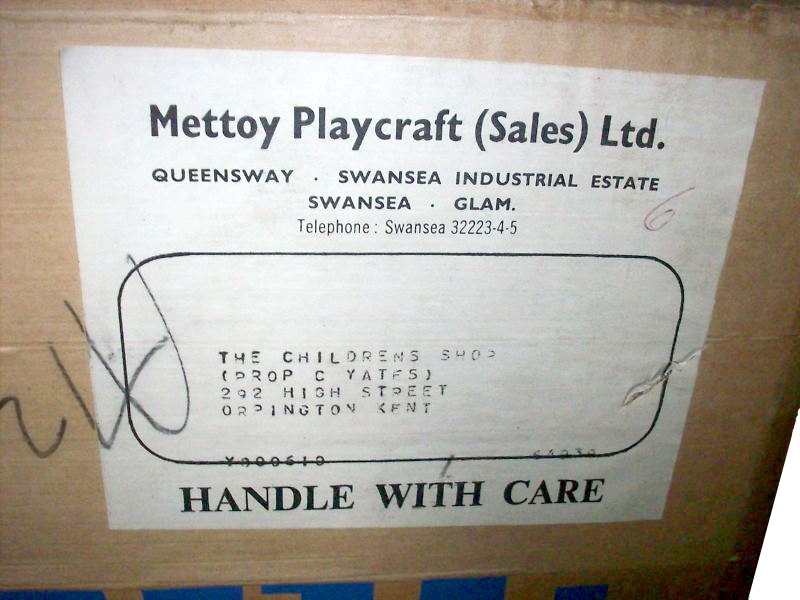 Mettoy Playcraft (Sales) Ltd.
QUEENSWAY · SWANSEA INDUSTRIAL ESTATE
SWANSEA · GLAM.
Telephone : Swansea 32223-4-5
6
THE CHILDRENS SHOP
(PROP C YATES)
292 HIGH STREET
ORPINGTON KENT
Y000610
HANDLE WITH CARE